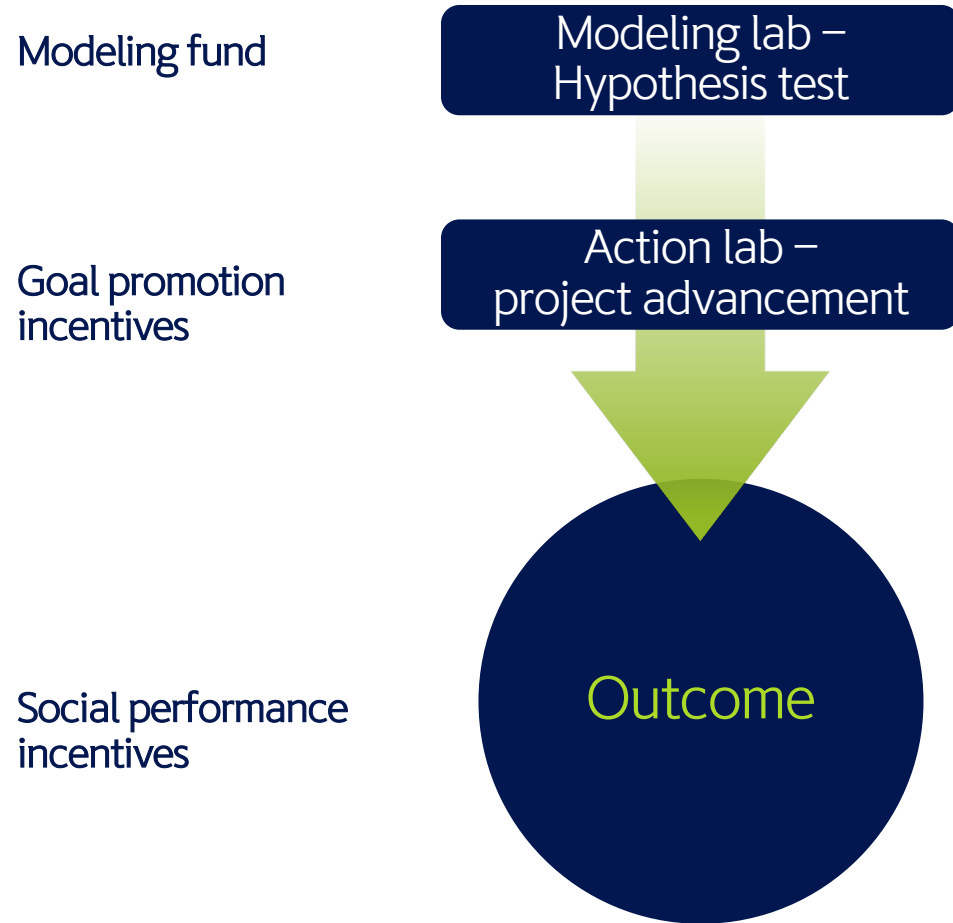 Modeling fund
Modeling lab –
Hypothesis test
Goal promotion
incentives
Action lab –
project advancement
Social performance
incentives
Outcome